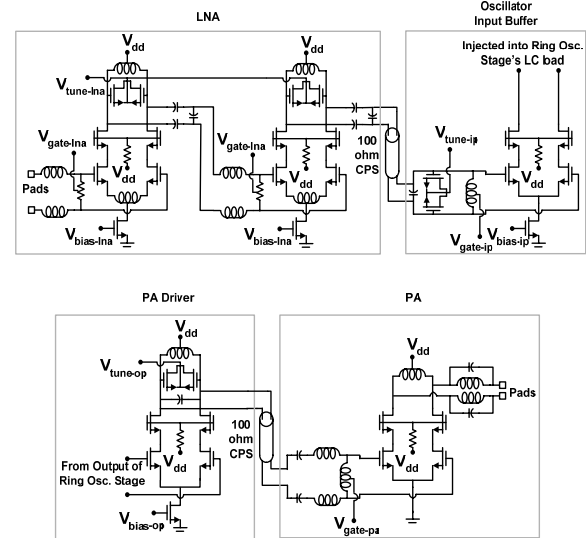 LNA
Oscillator
Input Buffer
Vdd
Vdd
Injected into Ring Osc.
Stage's LC load
Vtune-lna
Vgate-lna
Vgate-lna
100
ohm
CPS
Vtune-ip
Vdd
Vdd
Vdd
Pads
Vbias-lna
Vbias-lna
Vgate-ip
Vbias-ip
PA Driver
PA
Vdd
Vdd
Vtune-op
Pads
100
ohm
CPS
Vdd
Vdd
From Output of
Ring Osc. Stage
Vbias-op
Vgate-pa